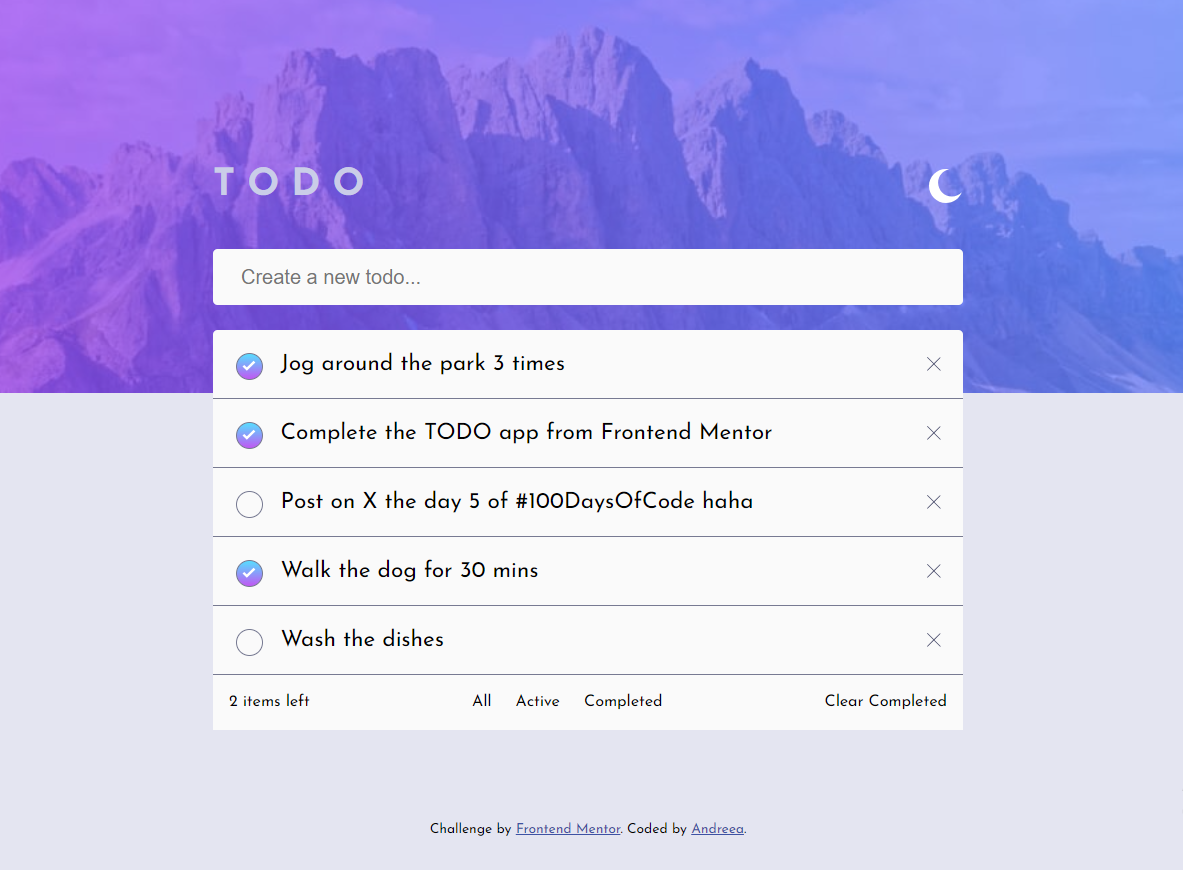 TODO
Create a new todo...
Jog around the park 3 times
Complete the TODO app from Frontend Mentor
Post on X the day 5 of #100DaysOfCode haha
Walk the dog for 30 mins
Wash the dishes
2 items left All Active Completed Clear Completed
Challenge by Frontend Mentor. Coded by Andreea.